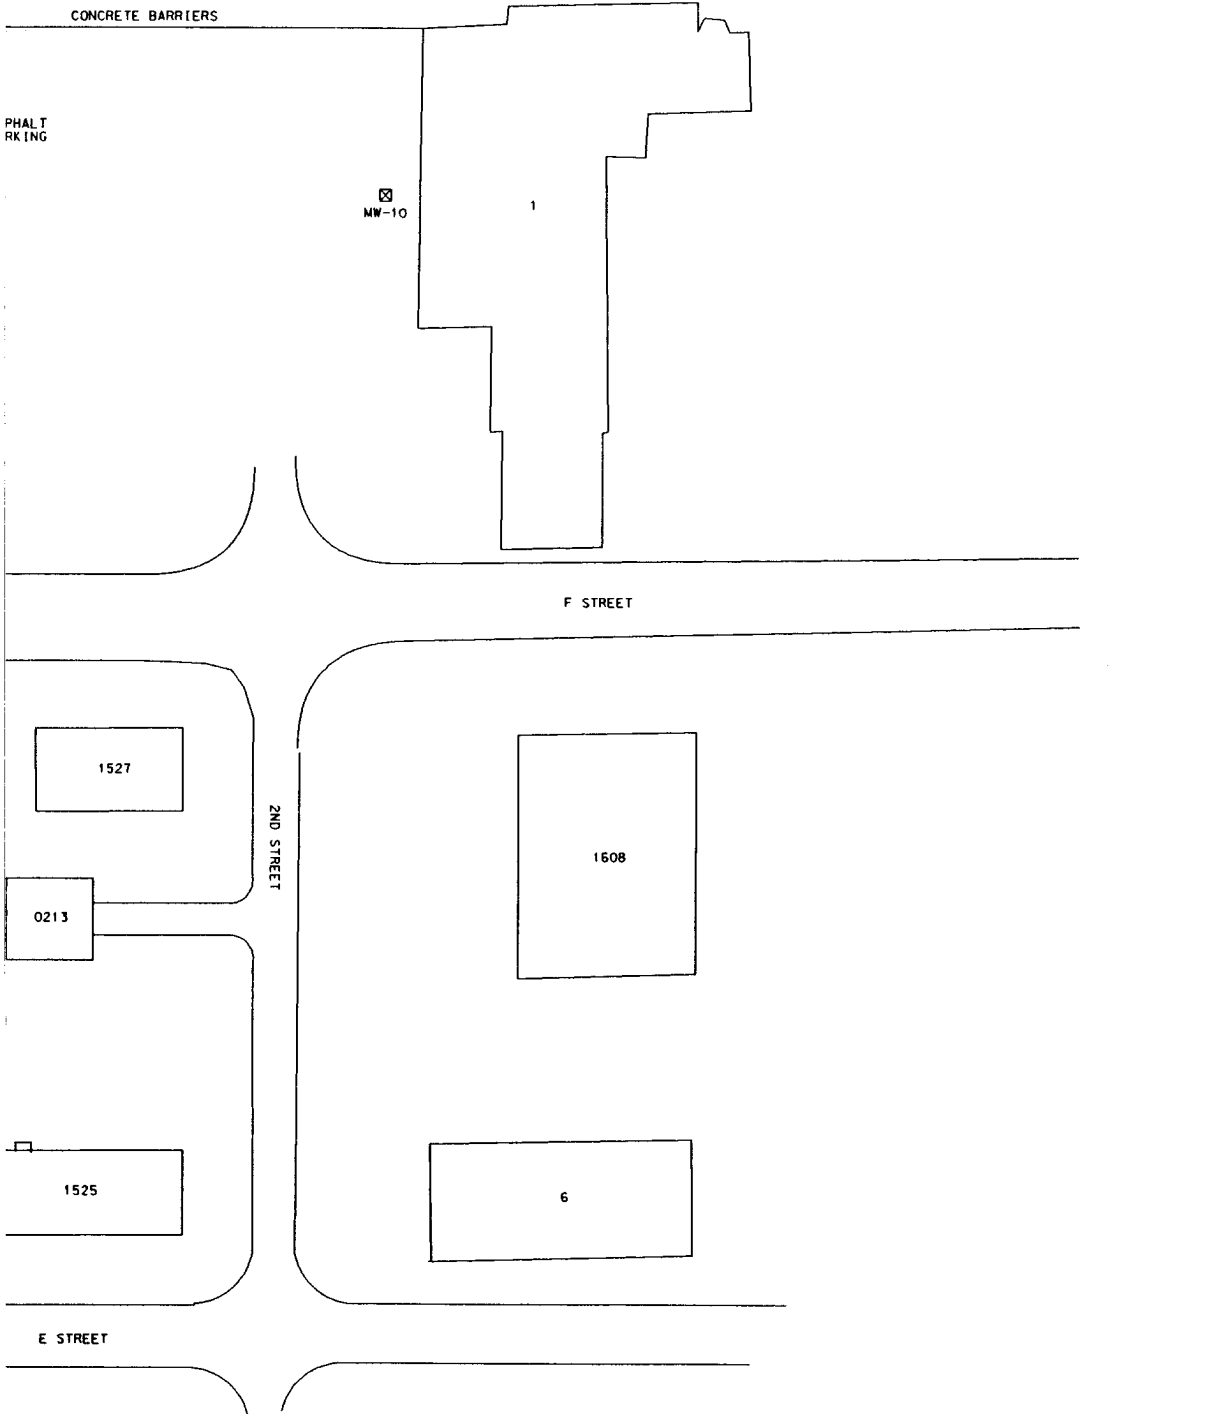 CONCRETE BARRIERS
PHALT
RKING
MW-10
1
F STREET
1527
2ND STREET
1608
0213
1525
6
E STREET